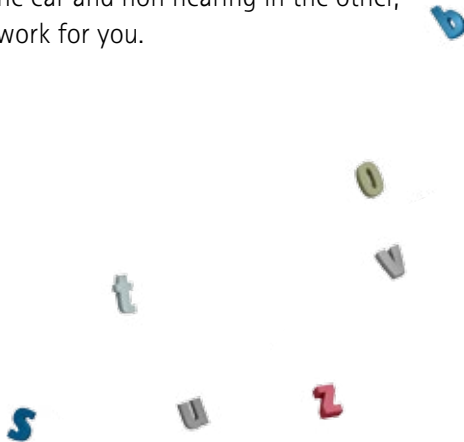 ne ear and non hearing in the other,
work for you.
b
o
v
t
z
s u